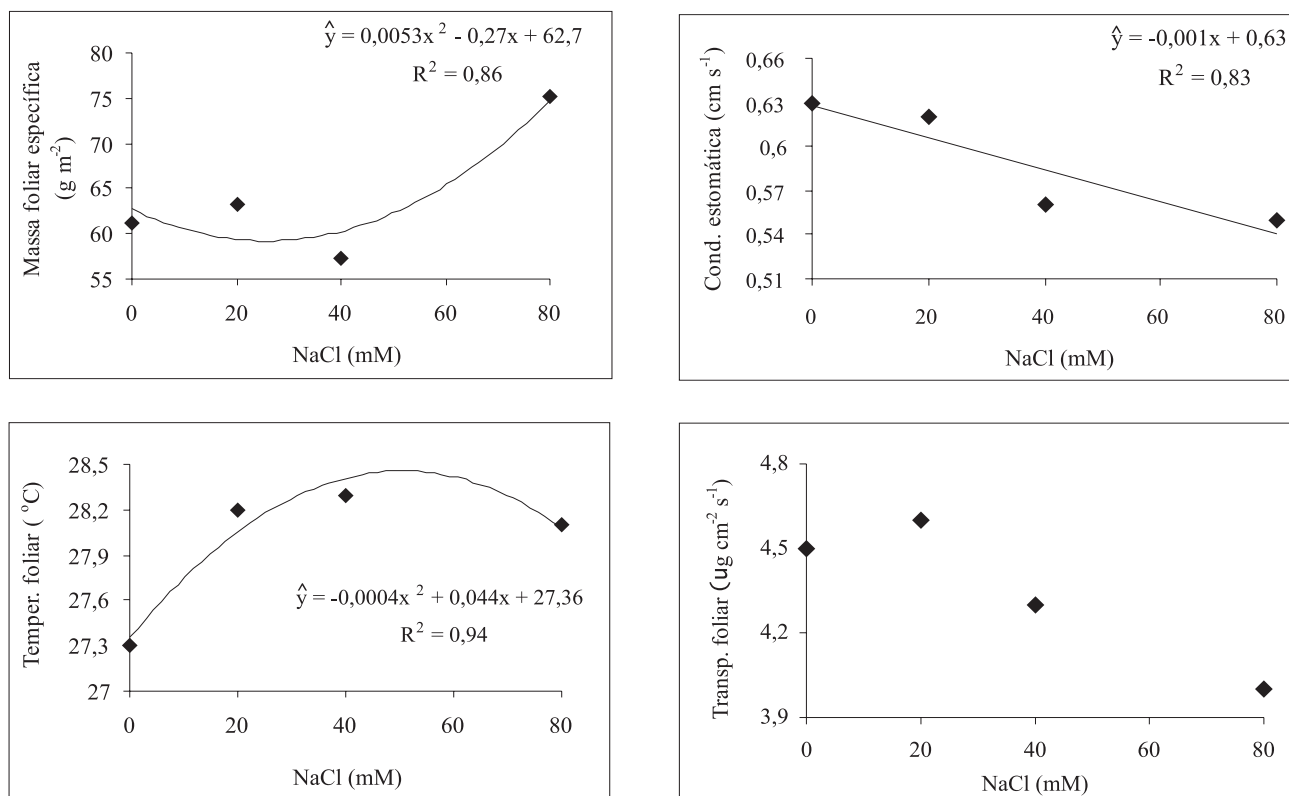 ŷ = 0,0053x² - 0,27x + 62,7
R² = 0,86
Massa foliar específica
(g m⁻²)
80
75
70
65
60
55
0 20 40 60 80
NaCl (mM)
ŷ = -0,001x + 0,63
R² = 0,83
Cond. estomática (cm s⁻¹)
0,66
0,63
0,6
0,57
0,54
0,51
0 20 40 60 80
NaCl (mM)
Temper. foliar ( °C)
28,5
28,2
27,9
27,6
27,3
27
ŷ = -0,0004x² + 0,044x + 27,36
R² = 0,94
0 20 40 60 80
NaCl (mM)
Transp. foliar (ug cm⁻² s⁻¹)
4,8
4,5
4,2
3,9
0 20 40 60 80
NaCl (mM)